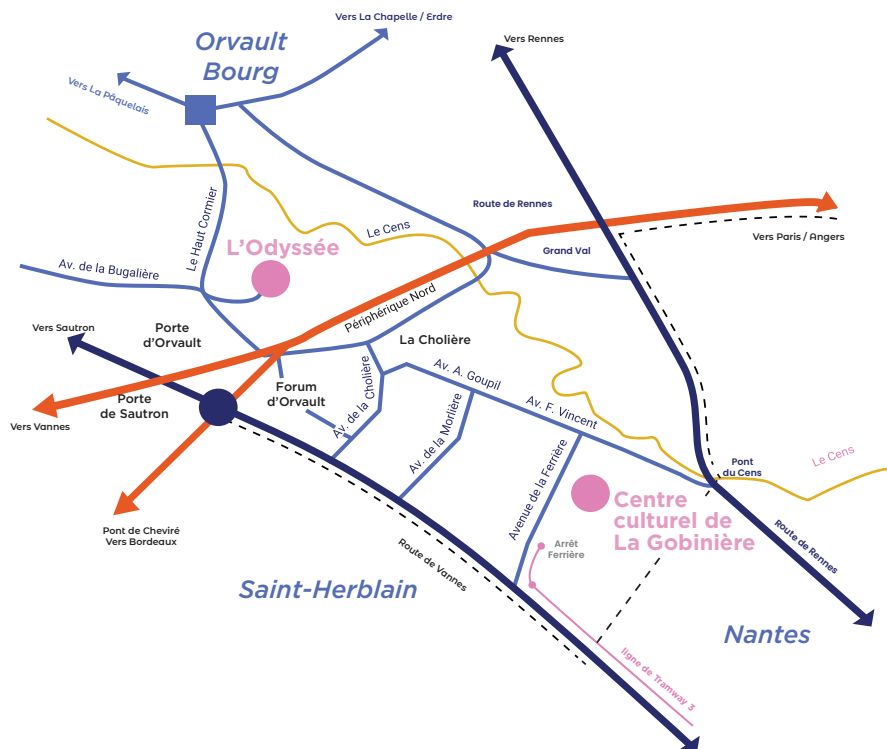 Vers La Chapelle / Erdre
Orvault
Bourg
Vers Rennes
Vers La Pâquelais
Le Haut Cormier
Route de Rennes
Le Cens
L'Odyssée
Grand Val
Vers Paris / Angers
Av. de la Bugalière
Périphérique Nord
Vers Sautron
Porte
d'Orvault
La Cholière
Av. de la
Cholière
Av. A. Goupil
Forum
d'Orvault
Porte
de Sautron
Vers Vannes
Av. de la Morlière
Av. F. Vincent
Le Cens
Pont
du Cens
Avenue de la Ferrière
Centre
culturel de
La Gobinière
Pont de Cheviré
Vers Bordeaux
Route de Vannes
Arrêt
Ferrière
Route de Rennes
Saint-Herblain
Nantes
ligne de Tramway 3